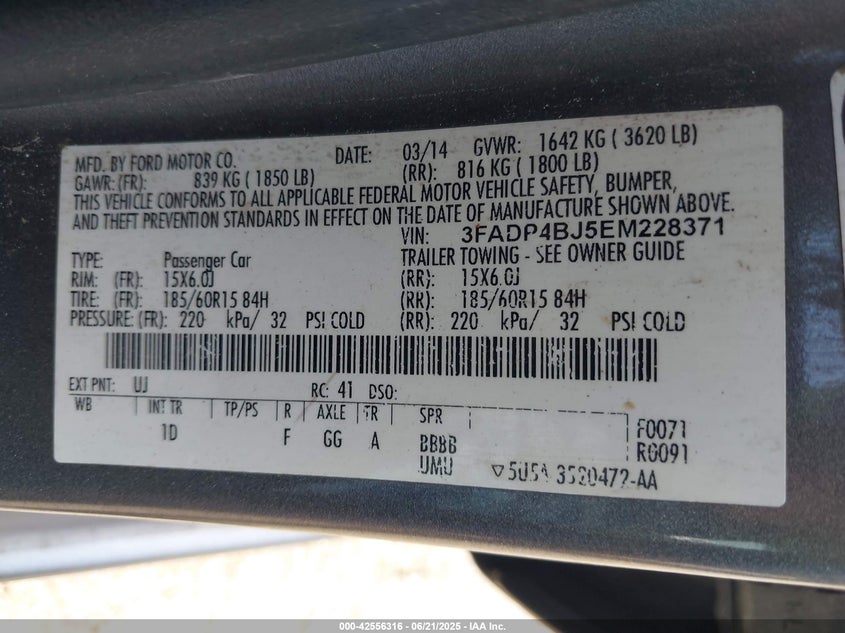 MFD. BY FORD MOTOR CO. DATE: 03/14 GVWR: 1642 KG ( 3620 LB)
GAWR: (FR): 839 KG ( 1850 LB) (RR): 816 KG ( 1800 LB)
THIS VEHICLE CONFORMS TO ALL APPLICABLE FEDERAL MOTOR VEHICLE SAFETY, BUMPER,
AND THEFT PREVENTION STANDARDS IN EFFECT ON THE DATE OF MANUFACTURE SHOWN ABOVE.
VIN: 3FADP4BJ5EM228371
TYPE: Passenger Car TRAILER TOWING - SEE OWNER GUIDE
RIM: (FR): 15X6.0J (RR): 15X6.0J
TIRE: (FR): 185/60R15 84H (RR): 185/60R15 84H
PRESSURE: (FR): 220 kPa/ 32 PSI COLD (RR): 220 kPa/ 32 PSI COLD
EXT PNT: UJ RC: 41 DSO:
WB INT TR TP/PS R AXLE TR SPR
1D F GG A BBBB F0071
UMU R0091
5U5A 3520472-AA
000-42556316 - 06/21/2025 - IAA Inc.